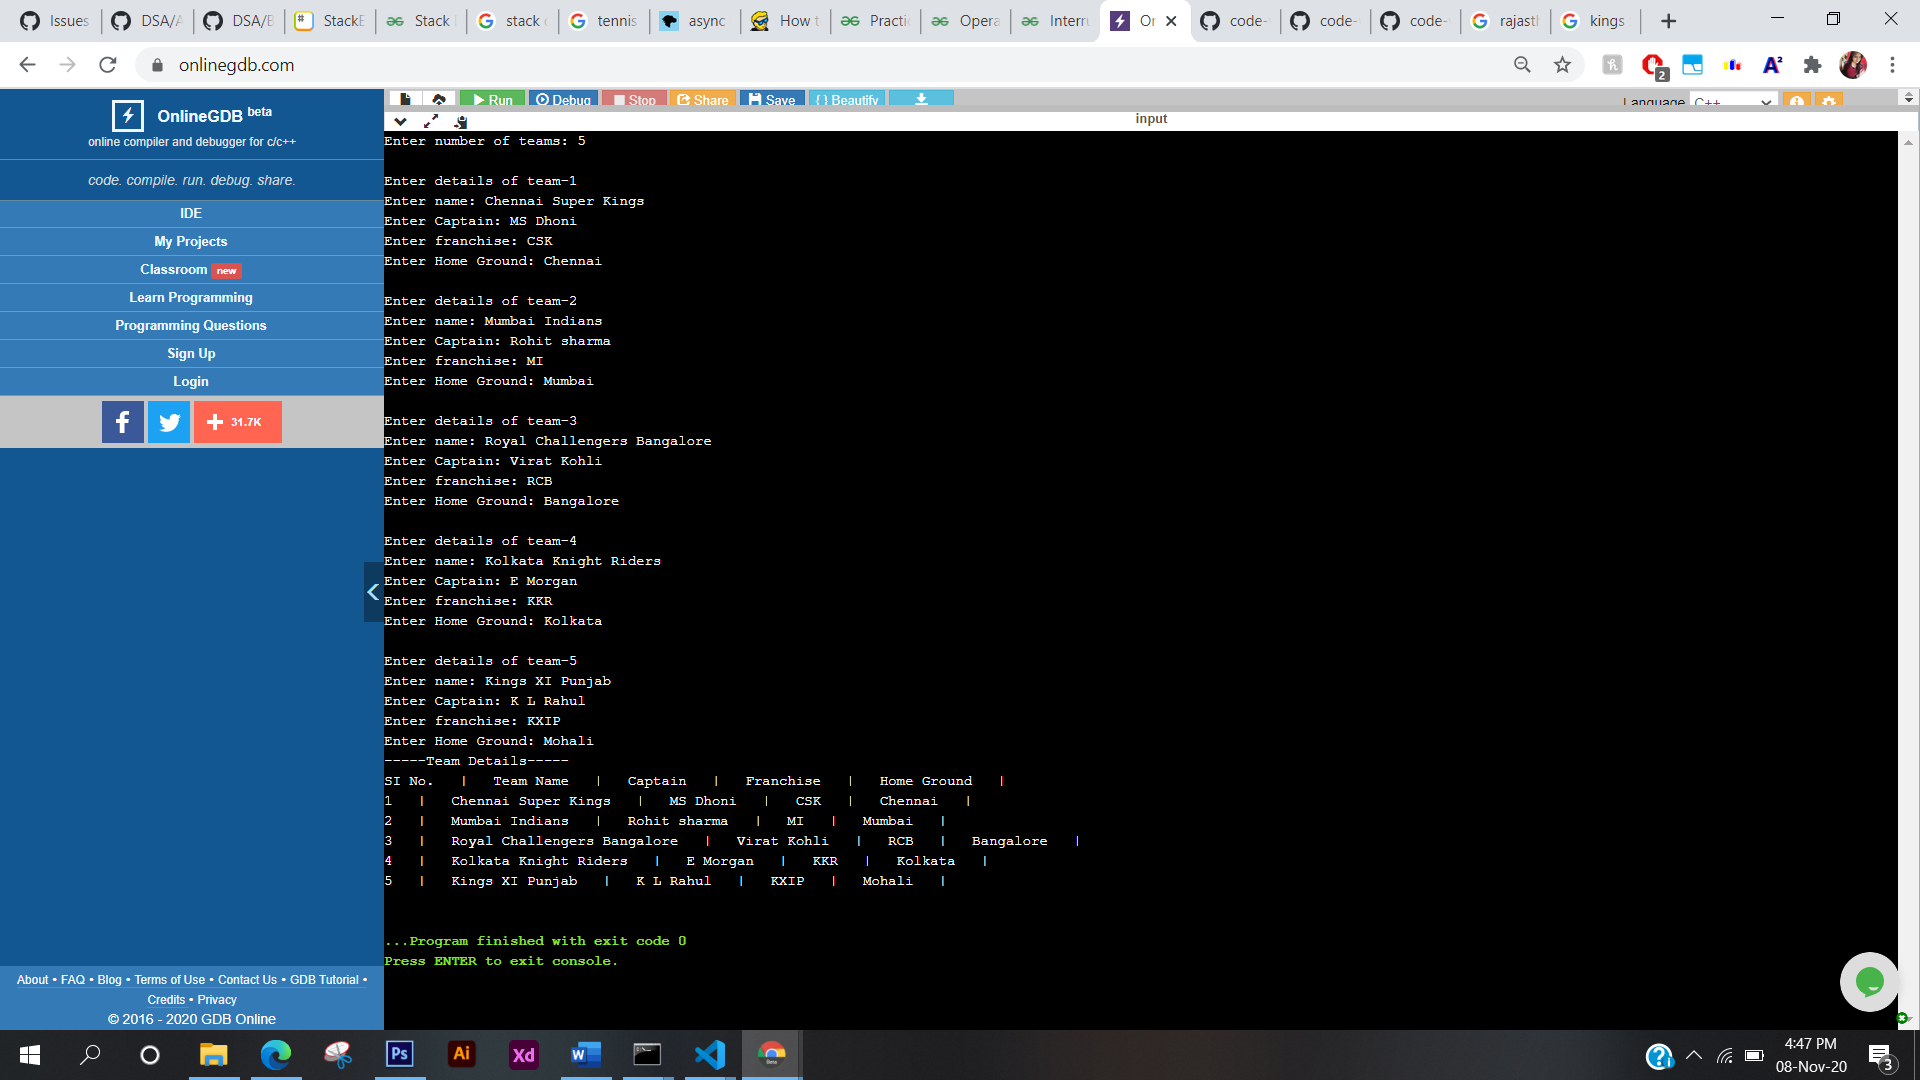 Issues DSA/A DSA/B StackE Stack stack tennis async How t Practic Opera Interru On code- code- code- rajasth kings
onlinegdb.com
2
OnlineGDB beta
online compiler and debugger for c/c++
code. compile. run. debug. share.
IDE
My Projects
Classroom new
Learn Programming
Programming Questions
Sign Up
Login
31.7K
About • FAQ • Blog • Terms of Use • Contact Us • GDB Tutorial •
Credits • Privacy
© 2016 - 2020 GDB Online
Run Debug Stop Share Save {} Beautify Language C++
input
Enter number of teams: 5
Enter details of team-1
Enter name: Chennai Super Kings
Enter Captain: MS Dhoni
Enter franchise: CSK
Enter Home Ground: Chennai
Enter details of team-2
Enter name: Mumbai Indians
Enter Captain: Rohit sharma
Enter franchise: MI
Enter Home Ground: Mumbai
Enter details of team-3
Enter name: Royal Challengers Bangalore
Enter Captain: Virat Kohli
Enter franchise: RCB
Enter Home Ground: Bangalore
Enter details of team-4
Enter name: Kolkata Knight Riders
Enter Captain: E Morgan
Enter franchise: KKR
Enter Home Ground: Kolkata
Enter details of team-5
Enter name: Kings XI Punjab
Enter Captain: K L Rahul
Enter franchise: KXIP
Enter Home Ground: Mohali
-----Team Details-----
SI No. | Team Name | Captain | Franchise | Home Ground |
1 | Chennai Super Kings | MS Dhoni | CSK | Chennai |
2 | Mumbai Indians | Rohit sharma | MI | Mumbai |
3 | Royal Challengers Bangalore | Virat Kohli | RCB | Bangalore |
4 | Kolkata Knight Riders | E Morgan | KKR | Kolkata |
5 | Kings XI Punjab | K L Rahul | KXIP | Mohali |
...Program finished with exit code 0
Press ENTER to exit console.
Ps Ai Xd
4:47 PM
08-Nov-20
3